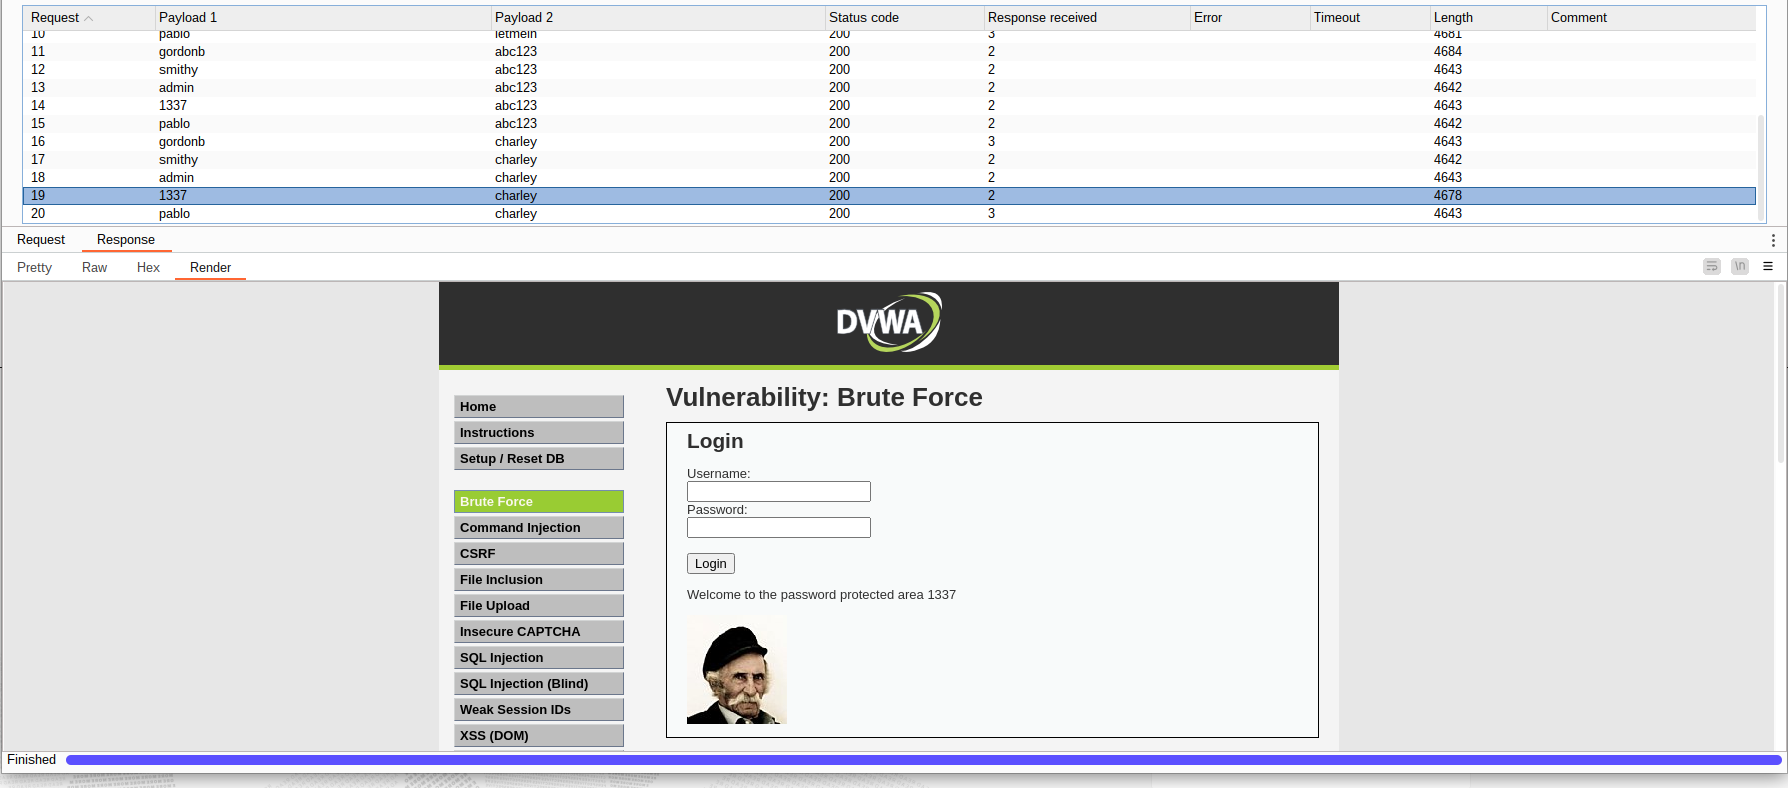 Request Payload 1 Payload 2 Status code Response received Error Timeout Length Comment
10 pablo letmein 200 3 4681
11 gordonb abc123 200 2 4684
12 smithy abc123 200 2 4643
13 admin abc123 200 2 4642
14 1337 abc123 200 2 4643
15 pablo abc123 200 2 4642
16 gordonb charley 200 3 4643
17 smithy charley 200 2 4642
18 admin charley 200 2 4643
19 1337 charley 200 2 4678
20 pablo charley 200 3 4643
Request Response
Pretty Raw Hex Render
\n
DVWA
Home
Instructions
Setup / Reset DB
Brute Force
Command Injection
CSRF
File Inclusion
File Upload
Insecure CAPTCHA
SQL Injection
SQL Injection (Blind)
Weak Session IDs
XSS (DOM)
Vulnerability: Brute Force
Login
Username:
Password:
Login
Welcome to the password protected area 1337
Finished